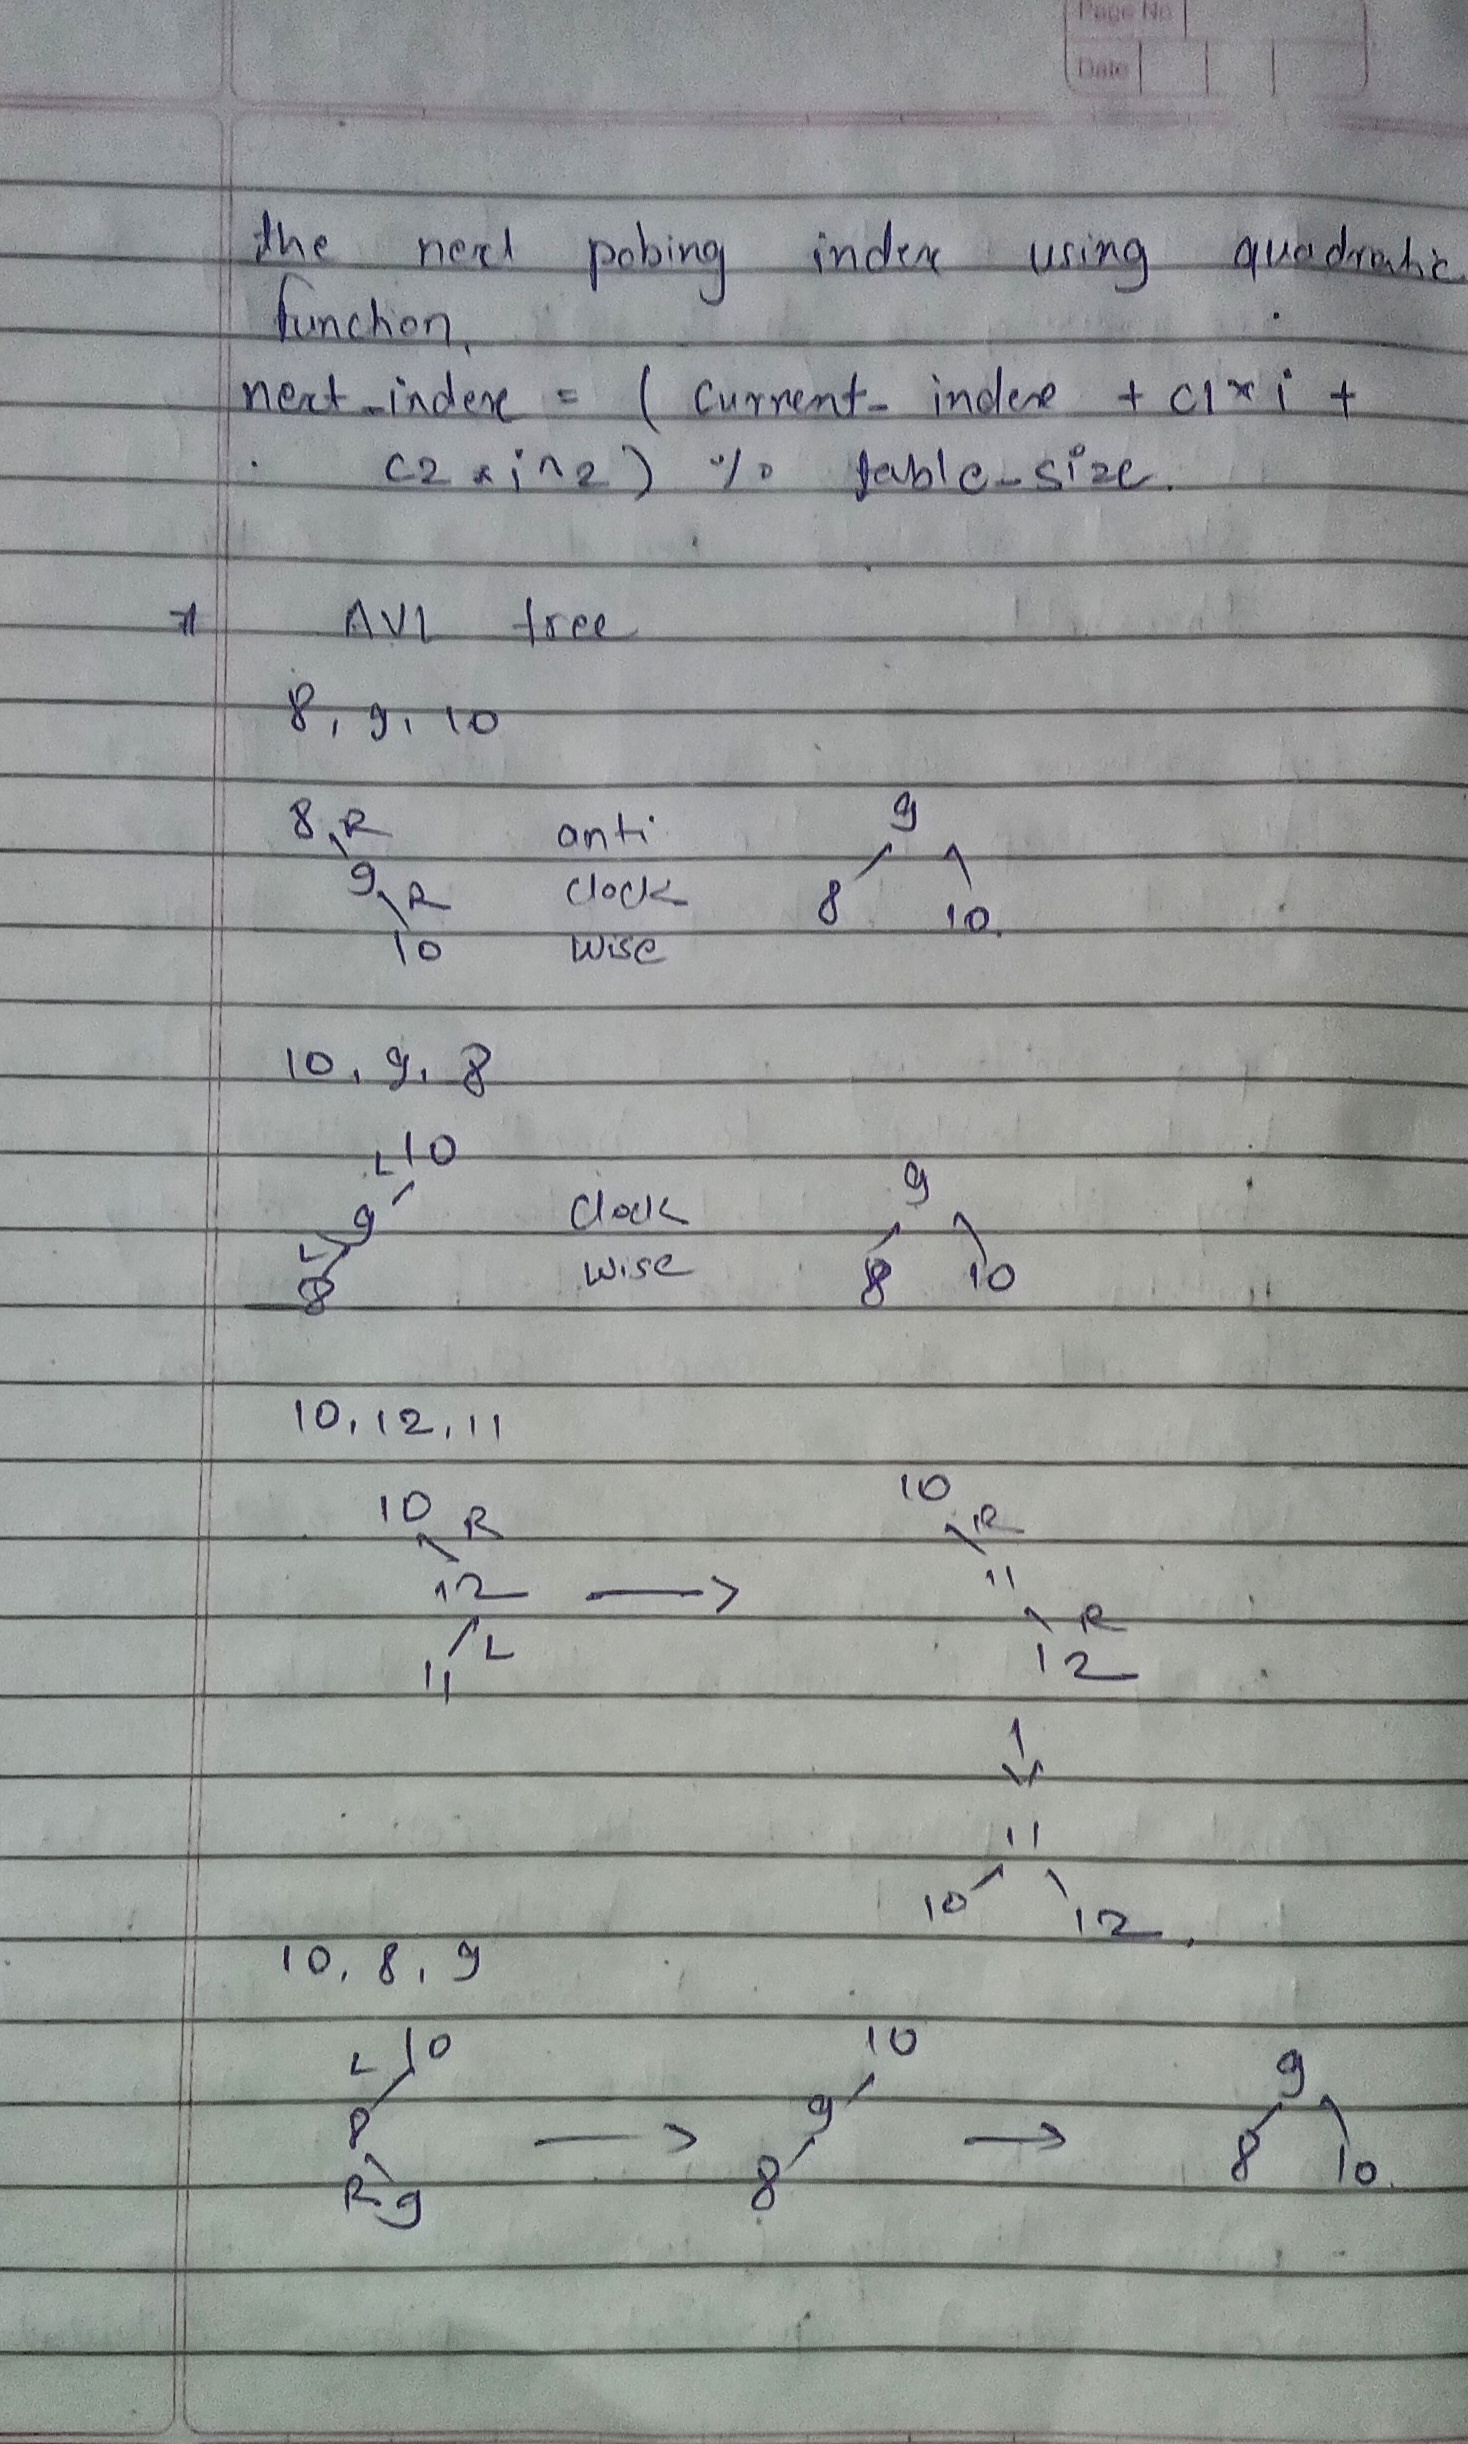 Page No
Date
the next pobing index using quadratic
function,
next_index = ( current_ index + c1 * i +
c2 * i^2 ) % table_size.
* AVL tree
8, 9, 10
8 R anti 9
9 R clock 8 10.
10 wise
10, 9, 8
L 10
9 clock 9
L wise 8 10
8
10, 12, 11
10 R 10 R
12 → 11
11 L R
12
↓
11
10 12.
10, 8, 9
L 10 10 9
8 → 9 → 8 10.
R 9 8